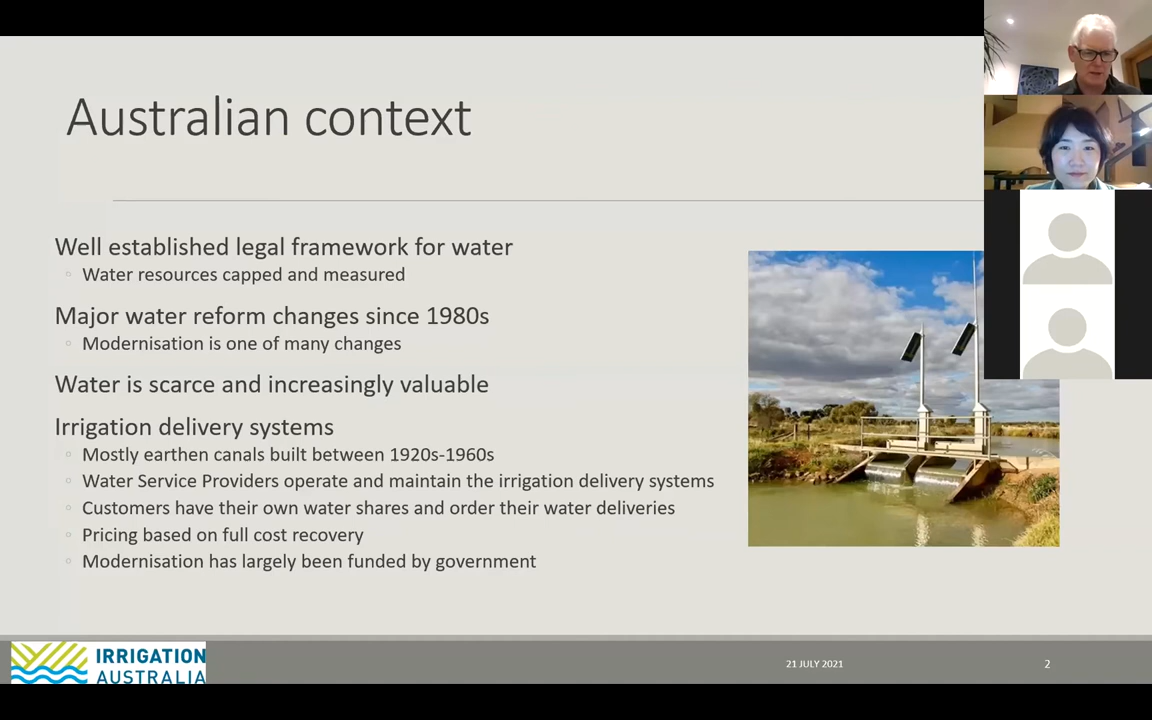 Australian context
Well established legal framework for water
◦ Water resources capped and measured
Major water reform changes since 1980s
◦ Modernisation is one of many changes
Water is scarce and increasingly valuable
Irrigation delivery systems
◦ Mostly earthen canals built between 1920s-1960s
◦ Water Service Providers operate and maintain the irrigation delivery systems
◦ Customers have their own water shares and order their water deliveries
◦ Pricing based on full cost recovery
◦ Modernisation has largely been funded by government
IRRIGATION
AUSTRALIA
21 JULY 2021
2